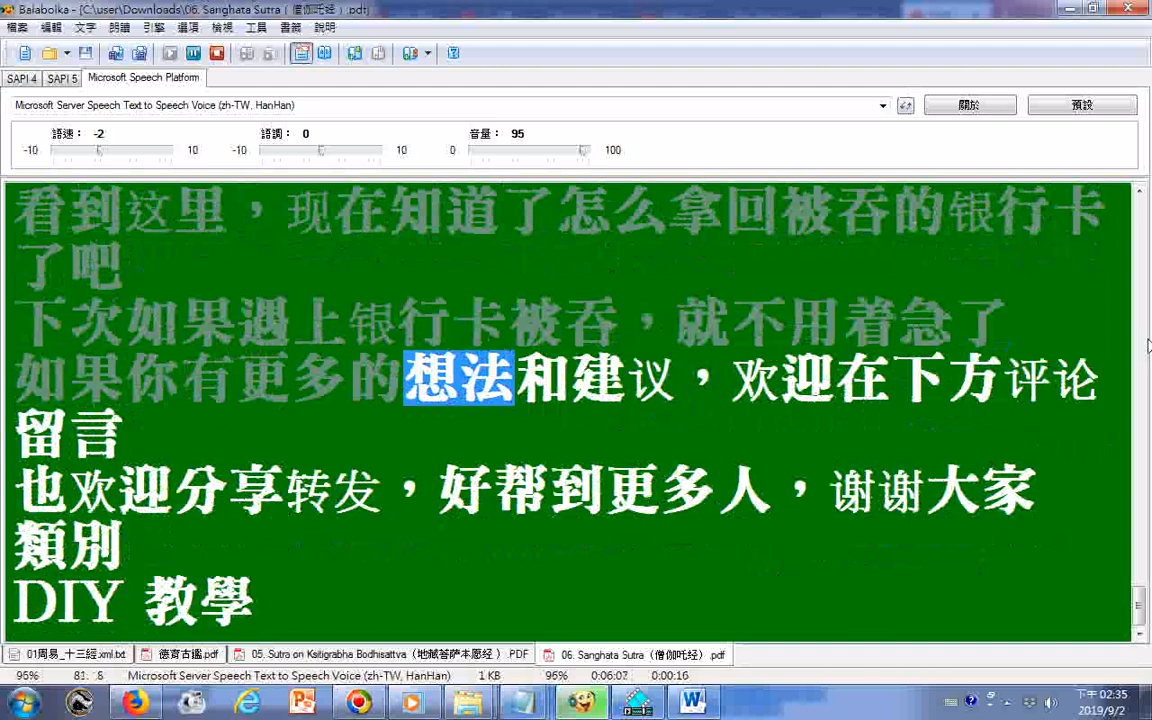 Balabolka - [C:\user\Downloads\06. Sanghata Sutra（僧伽吒经）.pdf]
檔案 編輯 文字 朗讀 引擎 選項 檢視 工具 書籤 說明
SAPI 4 SAPI 5 Microsoft Speech Platform
Microsoft Server Speech Text to Speech Voice (zh-TW, HanHan) 關於 預設
語速： -2 語調： 0 音量： 95
-10 10 -10 10 0 100
看到这里，现在知道了怎么拿回被吞的银行卡
了吧
下次如果遇上银行卡被吞，就不用着急了
如果你有更多的想法和建议，欢迎在下方评论
留言
也欢迎分享转发，好帮到更多人，谢谢大家
類別
DIY 教學
01周易_十三經.xml.txt 德育古鑑.pdf 05. Sutra on Ksitigrabha Bodhisattva（地藏菩萨本愿经）.PDF 06. Sanghata Sutra（僧伽吒经）.pdf
95% Microsoft Server Speech Text to Speech Voice (zh-TW, HanHan) 1 KB 96% 0:06:02 0:00:16
下午 02:35
2019/9/2